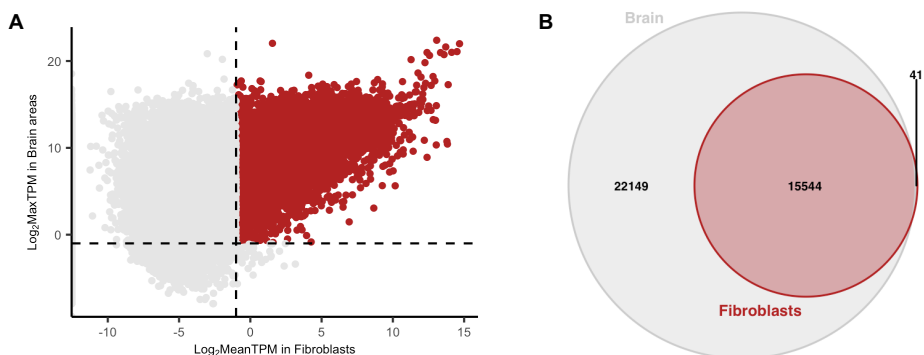 A
Log2MaxTPM in Brain areas
20
10
0
-10
-5
0
5
10
15
Log2MeanTPM in Fibroblasts
B
Brain
41
22149
15544
Fibroblasts